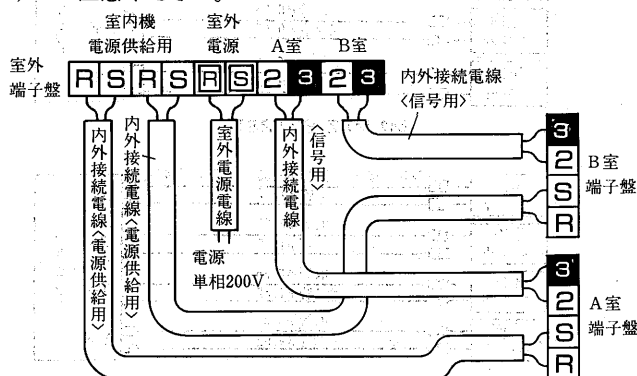 室内機
電源供給用
室外
電源
A室
B室
室外
端子盤
R S R S R S 2 3 2 3
内外接続電線
〈信号用〉
内外接続電線〈電源供給用〉
内外接続電線〈電源供給用〉
室外電源電線
内外接続電線
〈信号用〉
電源
単相200V
3
2
S
R
B室
端子盤
3
2
S
R
A室
端子盤